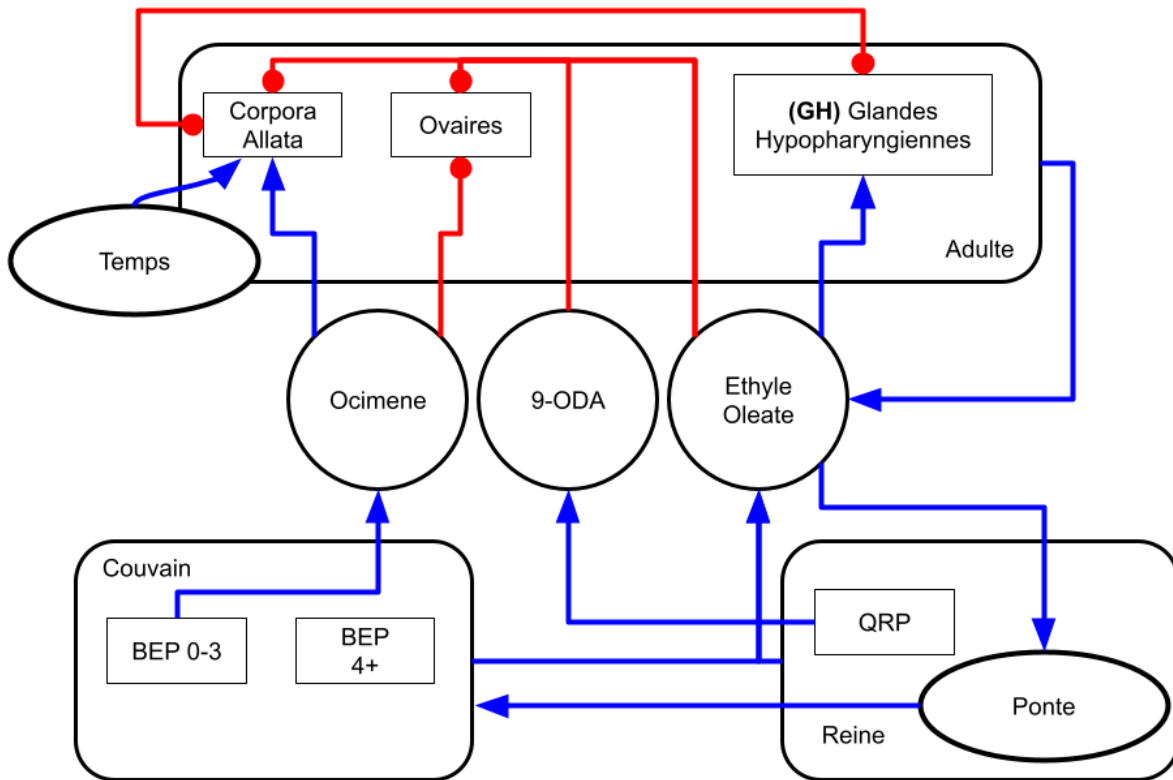 Corpora
Allata
Ovaires
(GH) Glandes
Hypopharyngiennes
Temps
Adulte
Ocimene
9-ODA
Ethyle
Oleate
Couvain
BEP 0-3
BEP
4+
QRP
Ponte
Reine